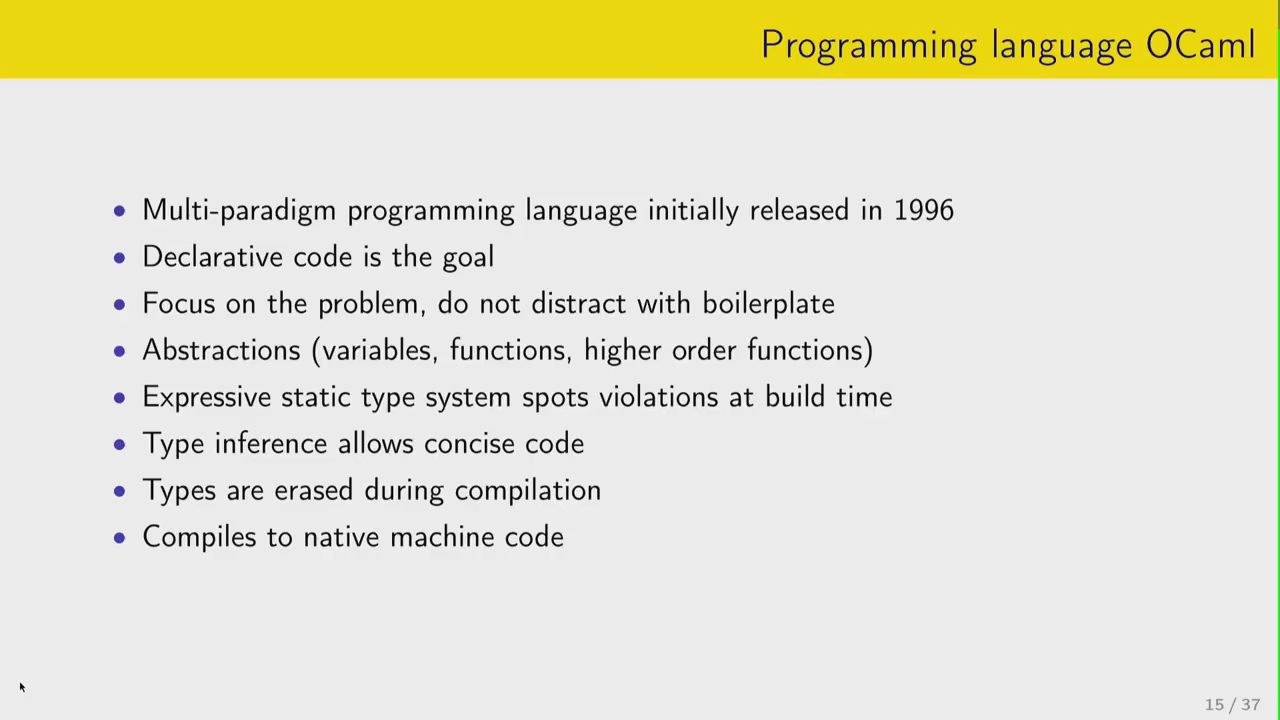 Programming language OCaml
• Multi-paradigm programming language initially released in 1996
• Declarative code is the goal
• Focus on the problem, do not distract with boilerplate
• Abstractions (variables, functions, higher order functions)
• Expressive static type system spots violations at build time
• Type inference allows concise code
• Types are erased during compilation
• Compiles to native machine code
15 / 37